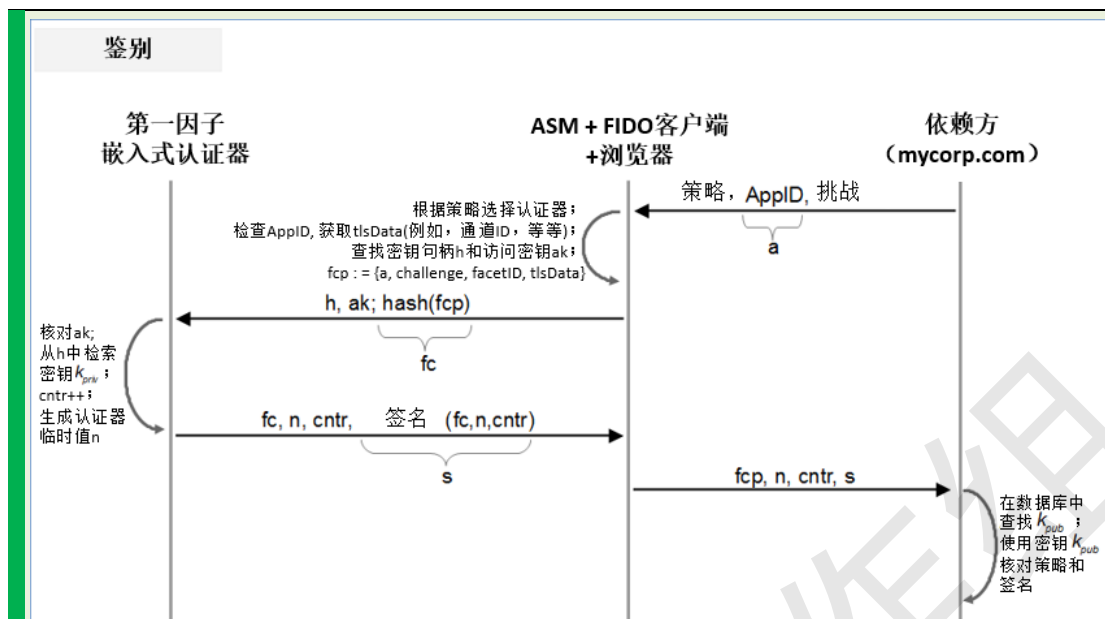 鉴别
第一因子
嵌入式认证器
ASM + FIDO客户端
+浏览器
依赖方
（mycorp.com）
策略，AppID, 挑战
a
根据策略选择认证器；
检查AppID, 获取tlsData(例如，通道ID，等等)；
查找密钥句柄h和访问密钥ak；
fcp : = {a, challenge, facetID, tlsData}
h, ak; hash(fcp)
fc
核对ak;
从h中检索
密钥kpriv；
cntr++；
生成认证器
临时值n
fc, n, cntr, 签名 (fc,n,cntr)
s
fcp, n, cntr, s
在数据库中
查找kpub；
使用密钥kpub
核对策略和
签名
作组